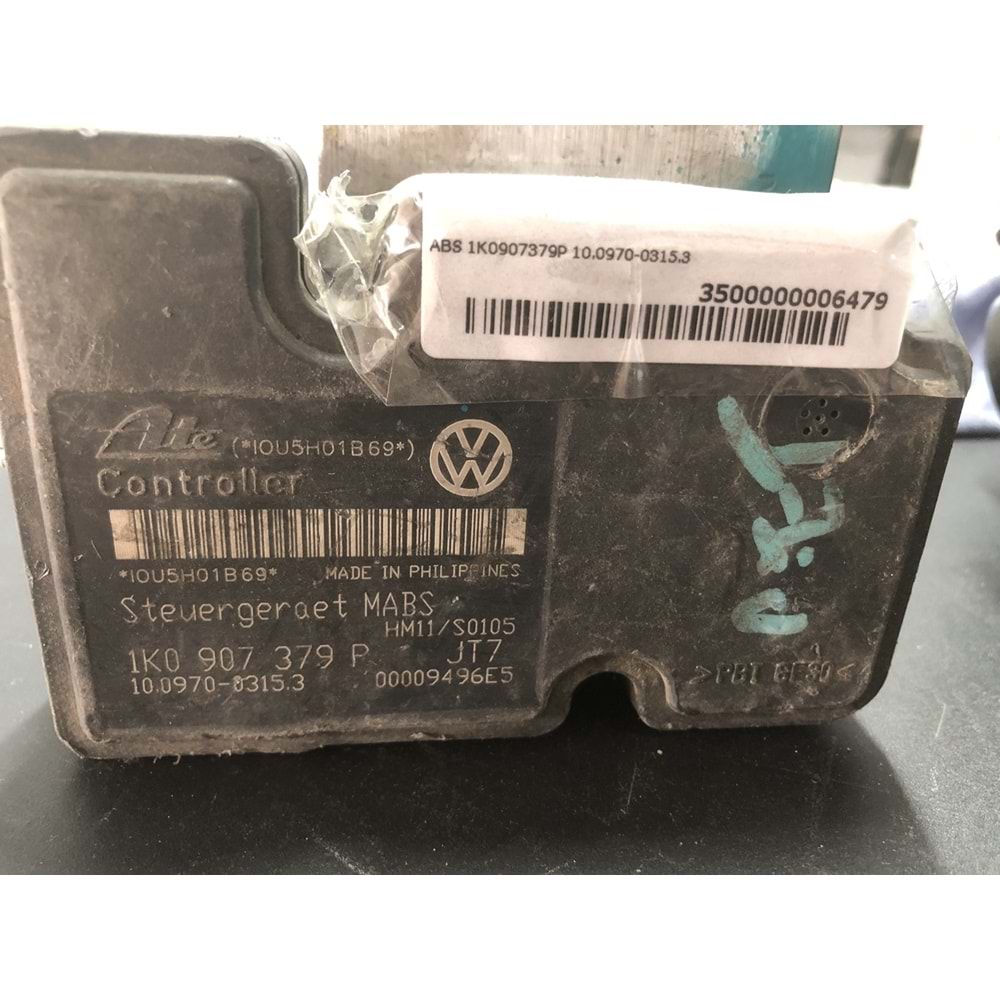 ABS 1K0907379P 10.0970-0315.3
3500000006479
Ate (*IOU5H01B69*)
Controller
*IOU5H01B69* MADE IN PHILIPPINES
Steuergeraet MABS
HM11/S0105
1K0 907 379 P JT7
10.0970-0315.3 00009496E5
>PBT GF30<